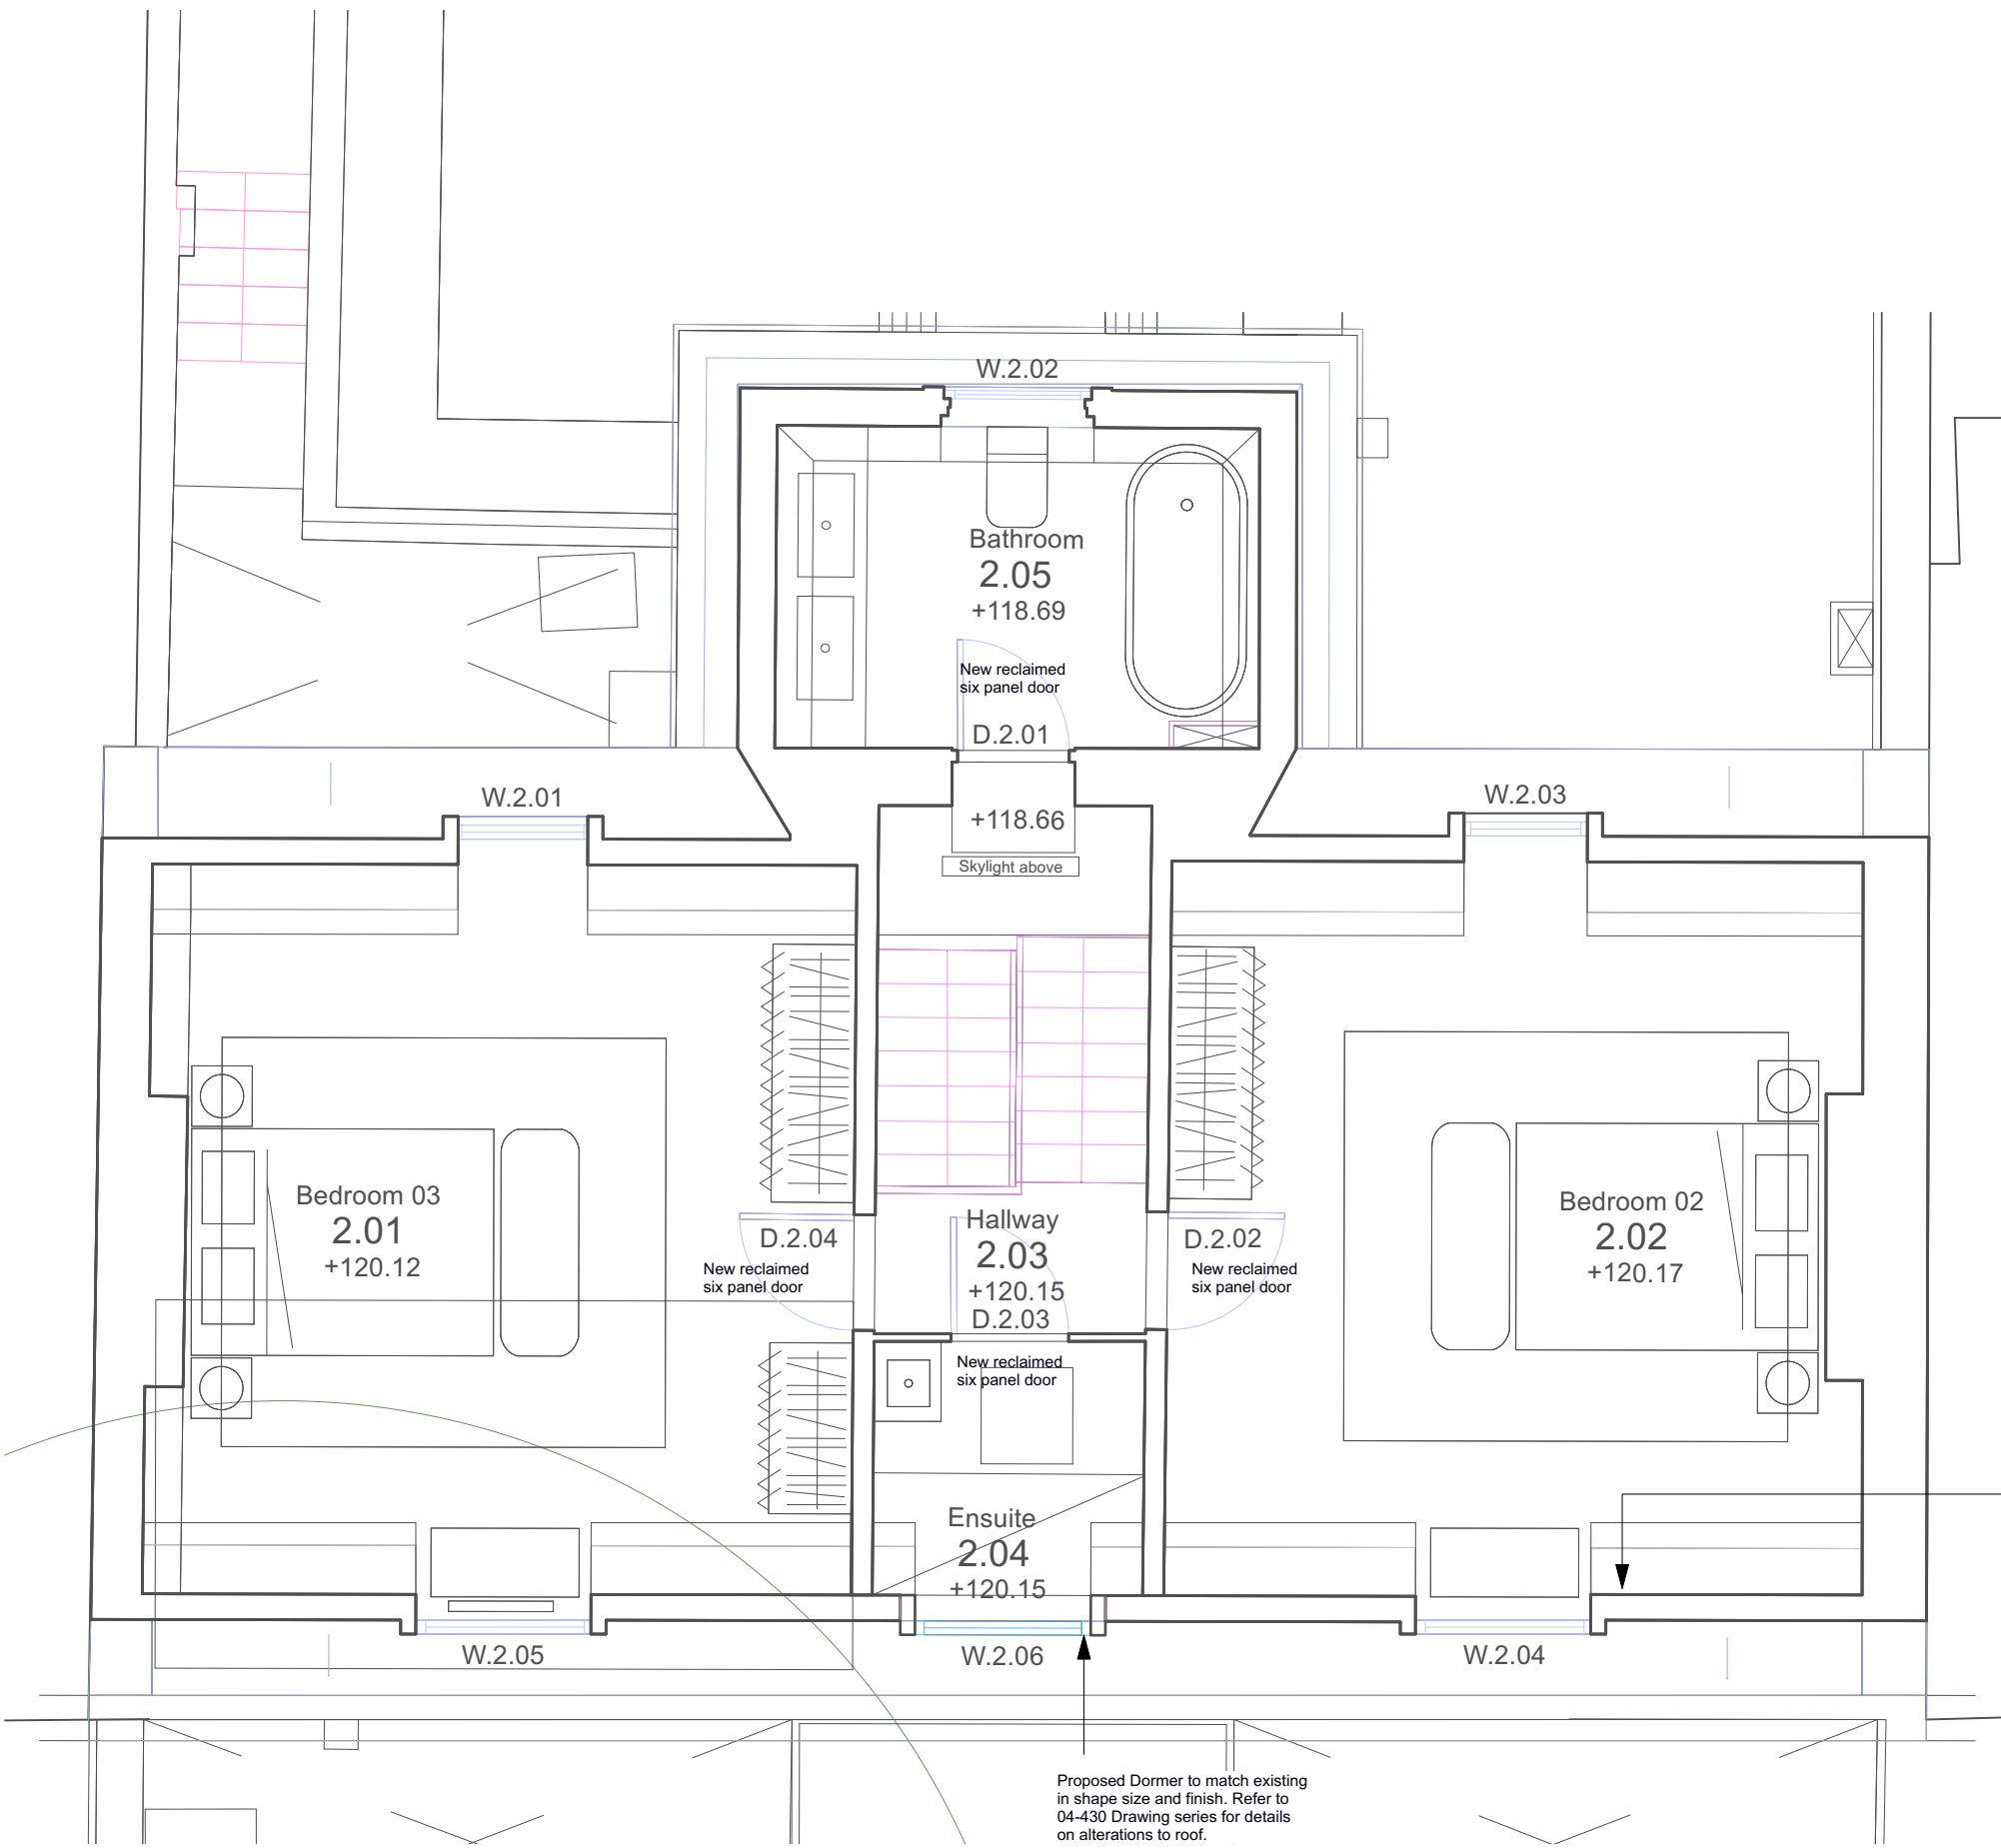 W.2.02
Bathroom
2.05
+118.69
New reclaimed
six panel door
D.2.01
W.2.01
W.2.03
+118.66
Skylight above
Bedroom 03
2.01
+120.12
Hallway
2.03
+120.15
D.2.03
D.2.04
New reclaimed
six panel door
D.2.02
New reclaimed
six panel door
Bedroom 02
2.02
+120.17
New reclaimed
six panel door
Ensuite
2.04
+120.15
W.2.05
W.2.06
W.2.04
Proposed Dormer to match existing
in shape size and finish. Refer to
04-430 Drawing series for details
on alterations to roof.